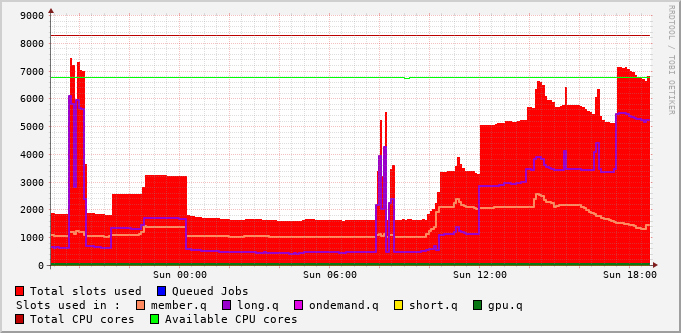 9000
8000
7000
6000
5000
4000
3000
2000
1000
0
Sun 00:00 Sun 06:00 Sun 12:00 Sun 18:00
Total slots used Queued Jobs
Slots used in : member.q long.q ondemand.q short.q gpu.q
Total CPU cores Available CPU cores
RRDTOOL / TOBI OETIKER